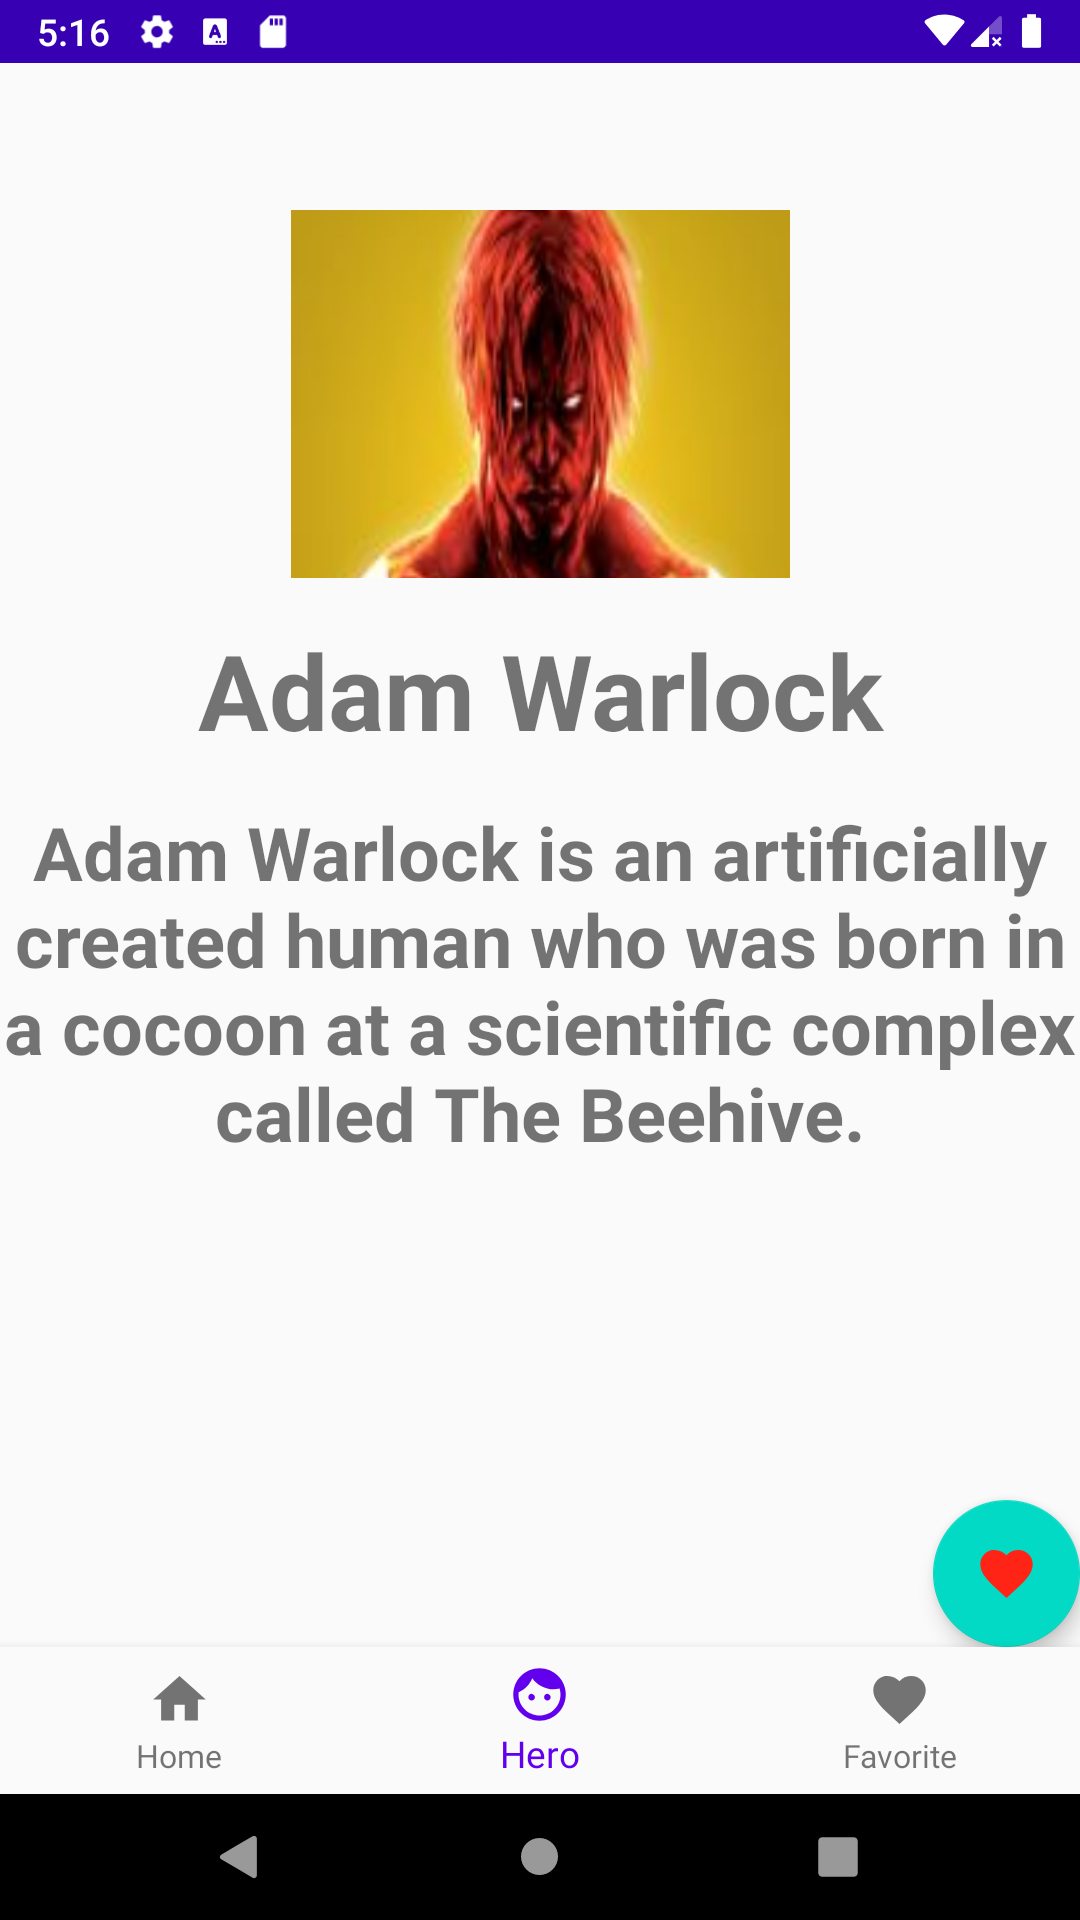 5:16
Adam Warlock
Adam Warlock is an artificially
created human who was born in
a cocoon at a scientific complex
called The Beehive.
Home
Hero
Favorite